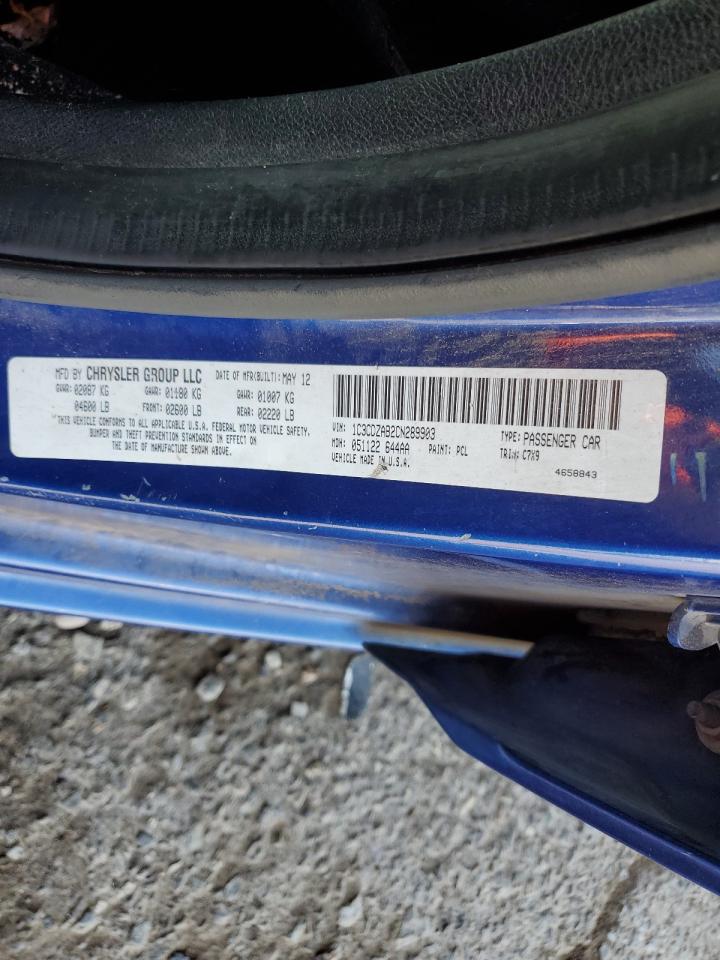 MFD BY CHRYSLER GROUP LLC DATE OF MFR(BUILT): MAY 12
GVWR: 02087 KG GAWR: 01180 KG GAWR: 01007 KG
04600 LB FRONT: 02600 LB REAR: 02220 LB
THIS VEHICLE CONFORMS TO ALL APPLICABLE U.S.A. FEDERAL MOTOR VEHICLE SAFETY,
BUMPER AND THEFT PREVENTION STANDARDS IN EFFECT ON
THE DATE OF MANUFACTURE SHOWN ABOVE.
VIN: 1C3CDZAB2CN289903 TYPE: PASSENGER CAR
MDH: 051122 644AA PAINT: PCL TRIM: C7X9
VEHICLE MADE IN U.S.A. 4658843